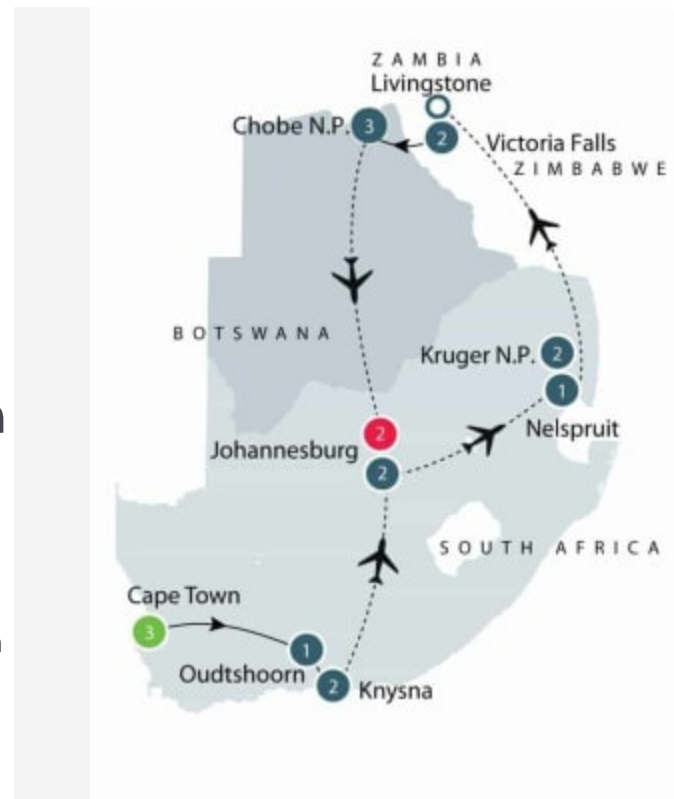 ZAMBIA
Livingstone
Chobe N.P.
3
2
Victoria Falls
ZIMBABWE
BOTSWANA
Kruger N.P.
2
1
Nelspruit
2
Johannesburg
2
SOUTH AFRICA
Cape Town
3
1
Oudtshoorn
2
Knysna